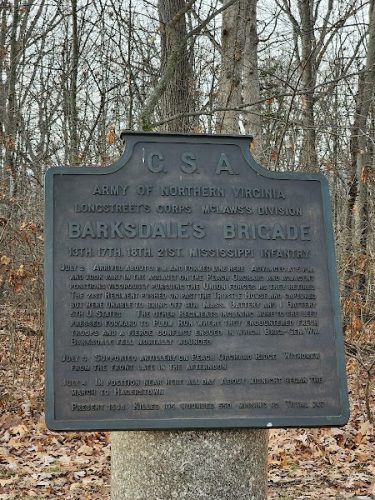 C.S.A.
ARMY OF NORTHERN VIRGINIA
LONGSTREET'S CORPS McLAWS'S DIVISION
BARKSDALE'S BRIGADE
13TH. 17TH. 18TH. 21ST. MISSISSIPPI INFANTRY
JULY 2 ARRIVED ABOUT 3 P.M. AND FORMED LINE HERE ADVANCED AT 5 P.M.
AND TOOK PART IN THE ASSAULT ON THE PEACH ORCHARD AND ADJACENT
POSITIONS VIGOROUSLY PURSUING THE UNION FORCES AS THEY RETIRED
THE 21ST REGIMENT PUSHED ON PAST THE TROSTLE HOUSE AND CAPTURED
BUT WERE UNABLE TO BRING OFF 9TH MASS. BATTERY AND I BATTERY
5TH U. STATES THE OTHER REGIMENTS INCLINING MORE TO THE LEFT
PRESSED FORWARD TO PLUM RUN WHERE THEY ENCOUNTERED FRESH
TROOPS AND A FIERCE CONFLICT ENSUED IN WHICH BRIG. GEN. WM.
BARKSDALE FELL MORTALLY WOUNDED
JULY 3 SUPPORTED ARTILLERY ON PEACH ORCHARD RIDGE WITHDREW
FROM THE FRONT LATE IN THE AFTERNOON
JULY 4 IN POSITION NEAR HERE ALL DAY ABOUT MIDNIGHT BEGAN THE
MARCH TO HAGERSTOWN
PRESENT KILLED 105 WOUNDED 550 MISSING 92 TOTAL 747